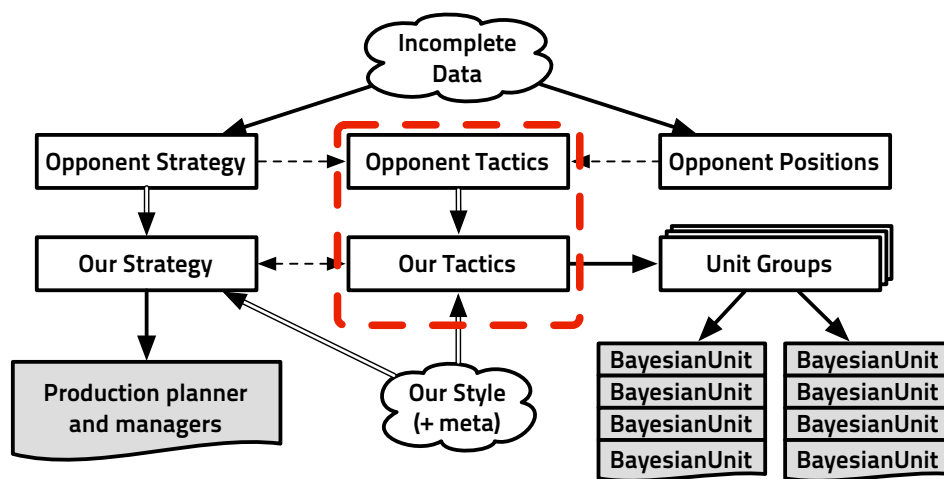 Incomplete
Data
Opponent Strategy
Opponent Tactics
Opponent Positions
Our Strategy
Our Tactics
Unit Groups
Production planner
and managers
Our Style
(+ meta)
BayesianUnit
BayesianUnit
BayesianUnit
BayesianUnit
BayesianUnit
BayesianUnit
BayesianUnit
BayesianUnit